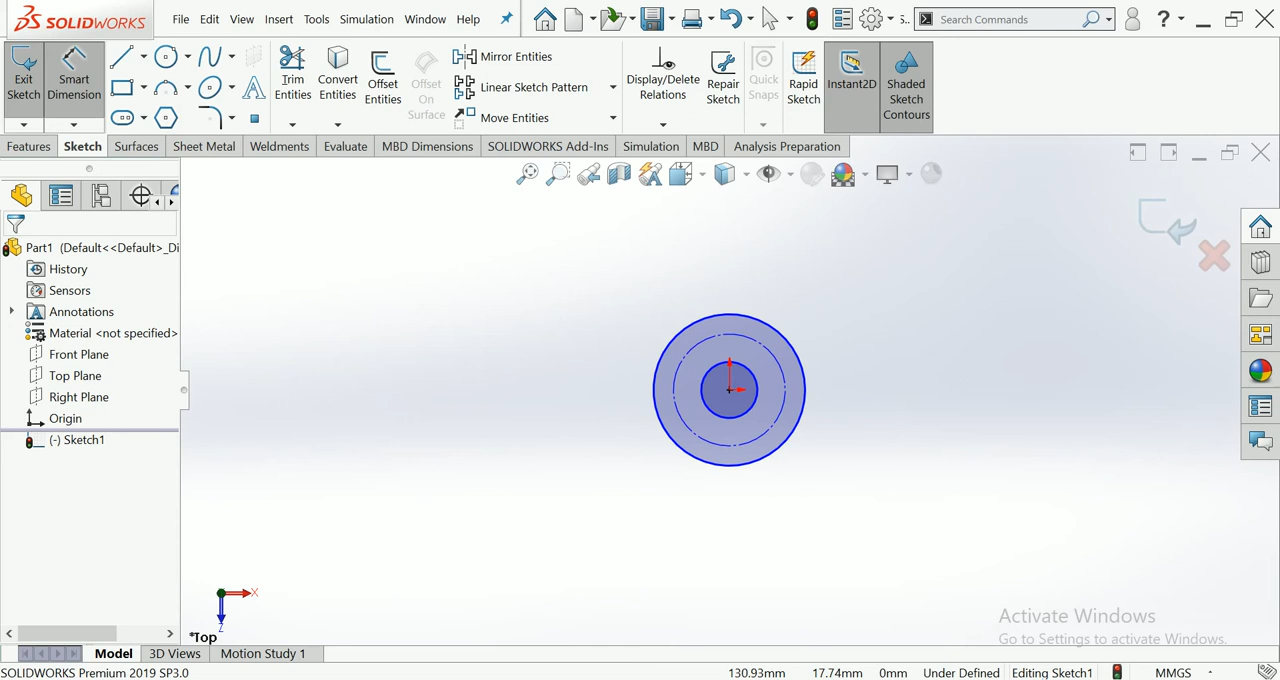 SOLIDWORKS File Edit View Insert Tools Simulation Window Help S.. Search Commands ?
Exit Sketch
Smart Dimension
Trim Entities
Convert Entities
Offset Entities
Offset On Surface
Mirror Entities
Linear Sketch Pattern
Move Entities
Display/Delete Relations
Repair Sketch
Quick Snaps
Rapid Sketch
Instant2D
Shaded Sketch Contours
Features Sketch Surfaces Sheet Metal Weldments Evaluate MBD Dimensions SOLIDWORKS Add-Ins Simulation MBD Analysis Preparation
Part1 (Default<<Default>_Di
History
Sensors
Annotations
Material <not specified>
Front Plane
Top Plane
Right Plane
Origin
(-) Sketch1
X
Z
*Top
Activate Windows
Go to Settings to activate Windows.
Model 3D Views Motion Study 1
SOLIDWORKS Premium 2019 SP3.0 130.93mm 17.74mm 0mm Under Defined Editing Sketch1 MMGS